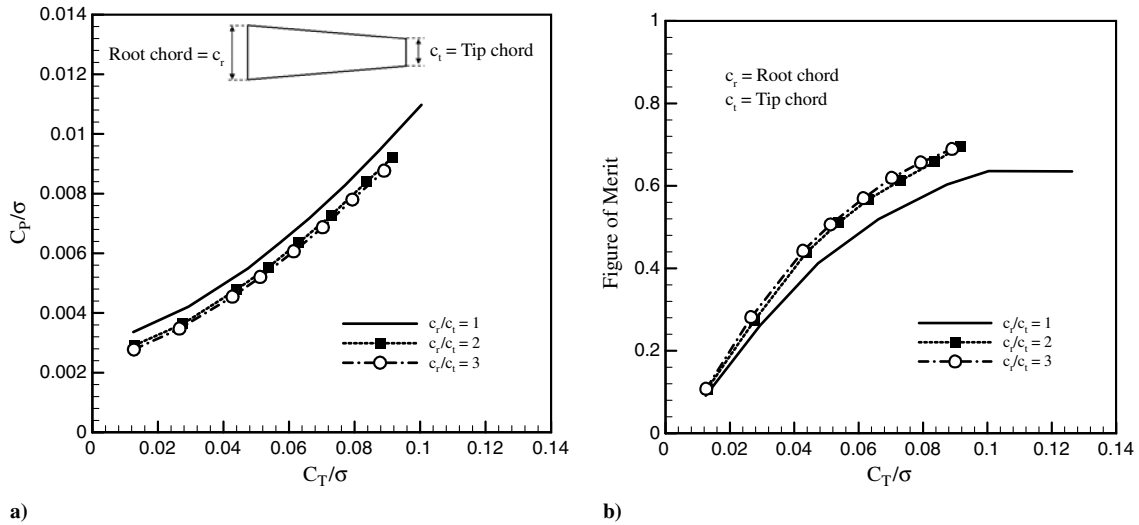 0.014
0.012
0.01
0.008
0.006
0.004
0.002
0
C_P/σ
Root chord = c_r
c_t = Tip chord
c_r/c_t = 1
c_r/c_t = 2
c_r/c_t = 3
0 0.02 0.04 0.06 0.08 0.1 0.12 0.14
C_T/σ
a)
1
0.8
0.6
0.4
0.2
0
Figure of Merit
c_r = Root chord
c_t = Tip chord
c_r/c_t = 1
c_r/c_t = 2
c_r/c_t = 3
0 0.02 0.04 0.06 0.08 0.1 0.12 0.14
C_T/σ
b)